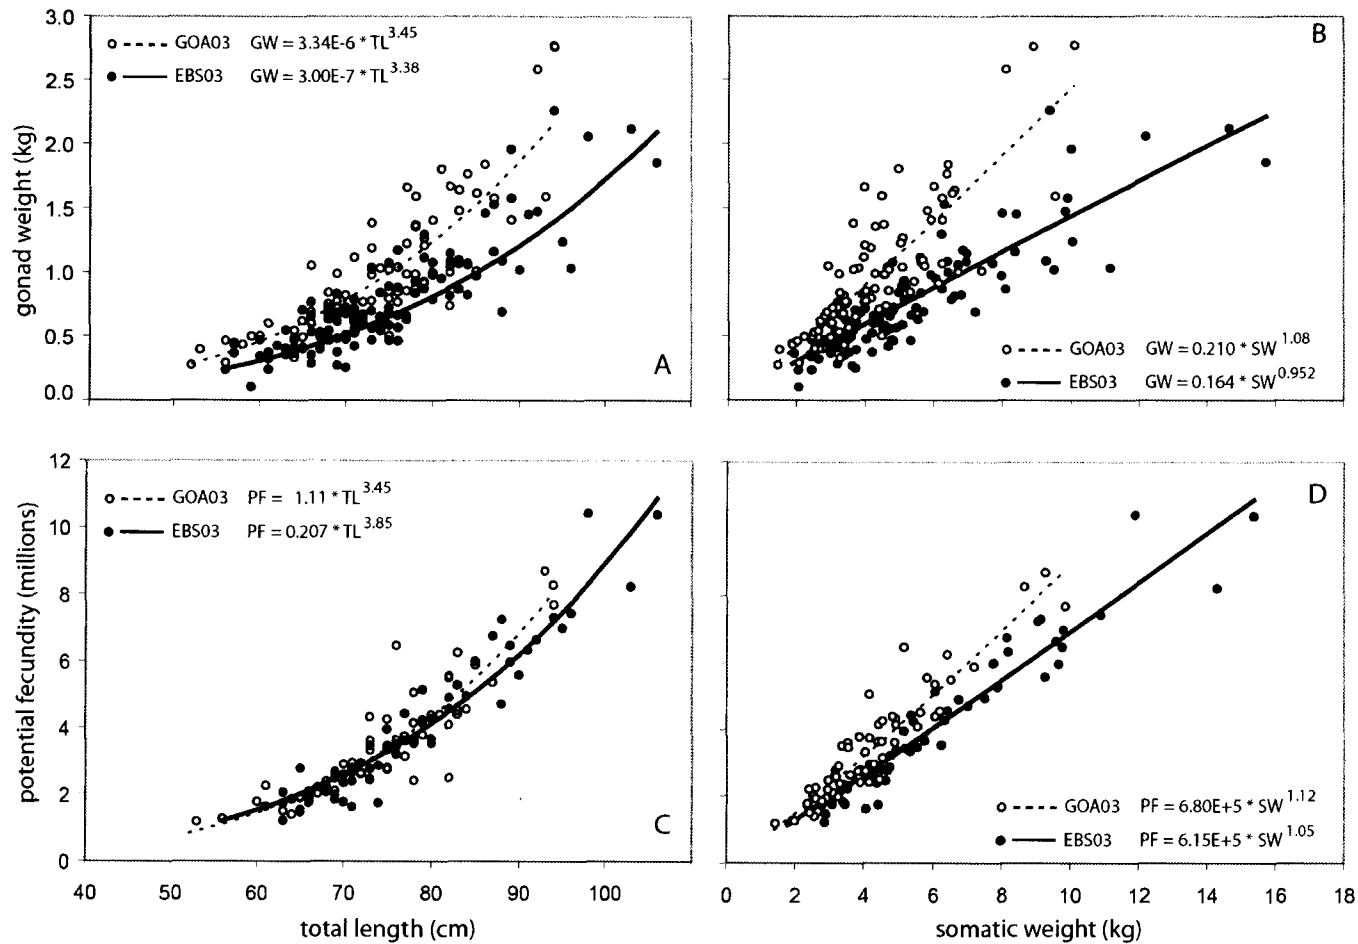 3.0
2.5
2.0
1.5
1.0
0.5
0.0
gonad weight (kg)
GOA03 GW = 3.34E-6 * TL^3.45
EBS03 GW = 3.00E-7 * TL^3.38
A
B
GOA03 GW = 0.210 * SW^1.08
EBS03 GW = 0.164 * SW^0.952
12
10
8
6
4
2
0
potential fecundity (millions)
GOA03 PF = 1.11 * TL^3.45
EBS03 PF = 0.207 * TL^3.85
C
40 50 60 70 80 90 100
total length (cm)
D
GOA03 PF = 6.80E+5 * SW^1.12
EBS03 PF = 6.15E+5 * SW^1.05
0 2 4 6 8 10 12 14 16 18
somatic weight (kg)